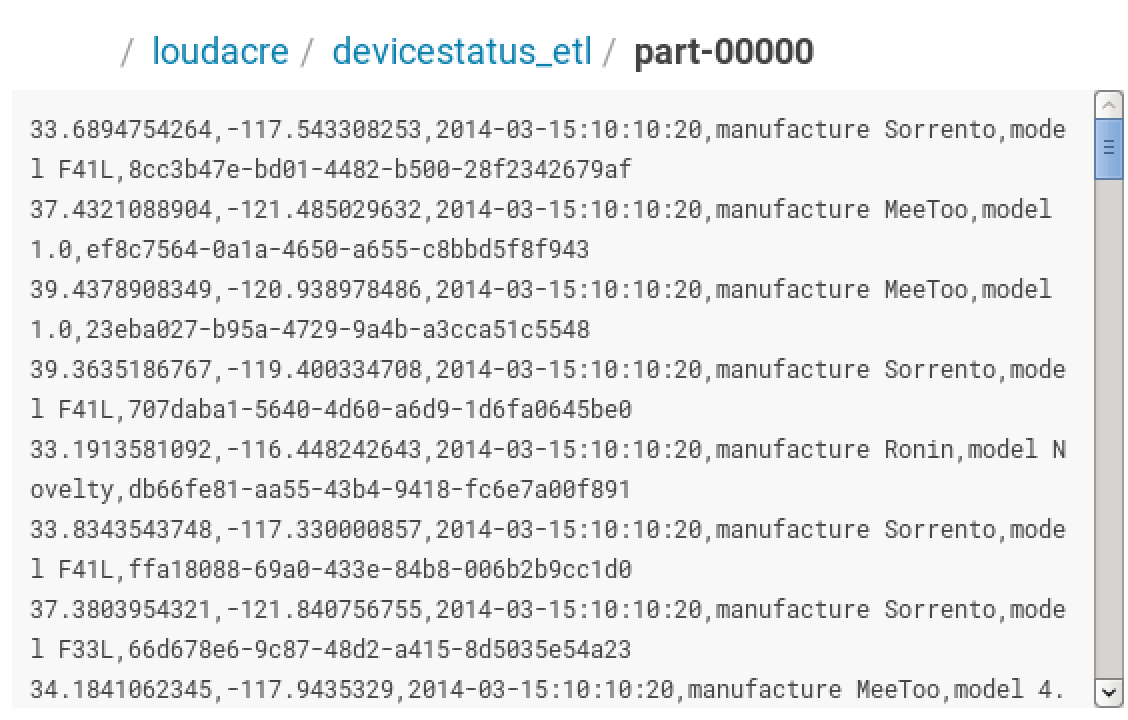 / loudacre / devicestatus_etl / part-00000
33.6894754264,-117.543308253,2014-03-15:10:10:20,manufacture Sorrento,mode
l F41L,8cc3b47e-bd01-4482-b500-28f2342679af
37.4321088904,-121.485029632,2014-03-15:10:10:20,manufacture MeeToo,model
1.0,ef8c7564-0a1a-4650-a655-c8bbd5f8f943
39.4378908349,-120.938978486,2014-03-15:10:10:20,manufacture MeeToo,model
1.0,23eba027-b95a-4729-9a4b-a3cca51c5548
39.3635186767,-119.400334708,2014-03-15:10:10:20,manufacture Sorrento,mode
l F41L,707daba1-5640-4d60-a6d9-1d6fa0645be0
33.1913581092,-116.448242643,2014-03-15:10:10:20,manufacture Ronin,model N
ovelty,db66fe81-aa55-43b4-9418-fc6e7a00f891
33.8343543748,-117.330000857,2014-03-15:10:10:20,manufacture Sorrento,mode
l F41L,ffa18088-69a0-433e-84b8-006b2b9cc1d0
37.3803954321,-121.840756755,2014-03-15:10:10:20,manufacture Sorrento,mode
l F33L,66d678e6-9c87-48d2-a415-8d5035e54a23
34.1841062345,-117.9435329,2014-03-15:10:10:20,manufacture MeeToo,model 4.